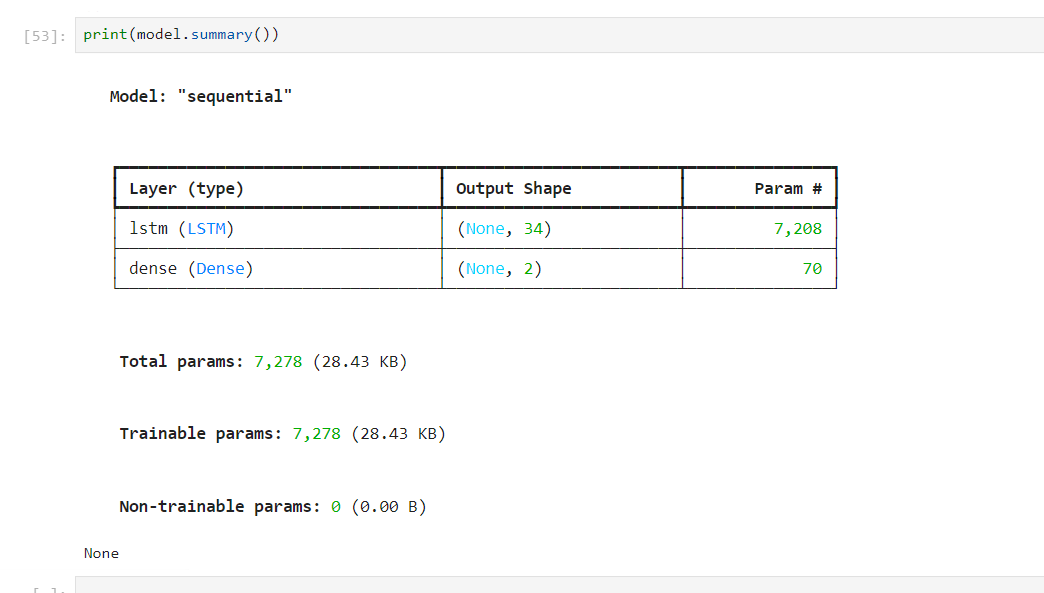 [53]: print(model.summary())
Model: "sequential"
Layer (type) Output Shape Param #
lstm (LSTM) (None, 34) 7,208
dense (Dense) (None, 2) 70
Total params: 7,278 (28.43 KB)
Trainable params: 7,278 (28.43 KB)
Non-trainable params: 0 (0.00 B)
None
[ ]: